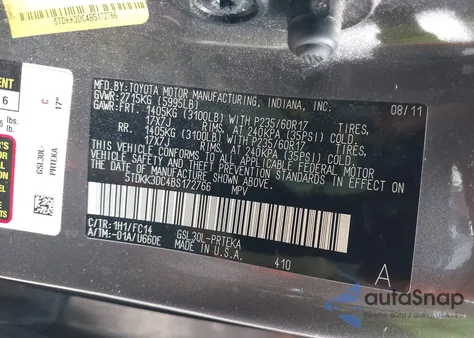 5TDKK3DC4BS172766
ENT
6
C
17"
lbs.
5 lb.
GSL30L-
PRTEKA
MFD. BY:TOYOTA MOTOR MANUFACTURING, INDIANA, INC.
08/11
GVWR:2715KG (5995LB)
GAWR:FRT. 1405KG (3100LB) WITH P235/60R17 TIRES,
17X7J RIMS, AT 240KPA (35PSI) COLD.
RR. 1405KG (3100LB) WITH P235/60R17 TIRES,
17X7J RIMS, AT 240KPA (35PSI) COLD.
THIS VEHICLE CONFORMS TO ALL APPLICABLE FEDERAL MOTOR
VEHICLE SAFETY AND THEFT PREVENTION STANDARDS IN EFFECT
ON THE DATE OF MANUFACTURE SHOWN ABOVE.
5TDKK3DC4BS172766 MPV
C/TR: 1H1/FC14 GSL30L-PRTEKA
A/TM:-01A/U660E MADE IN U.S.A. 410
A
autoSnap